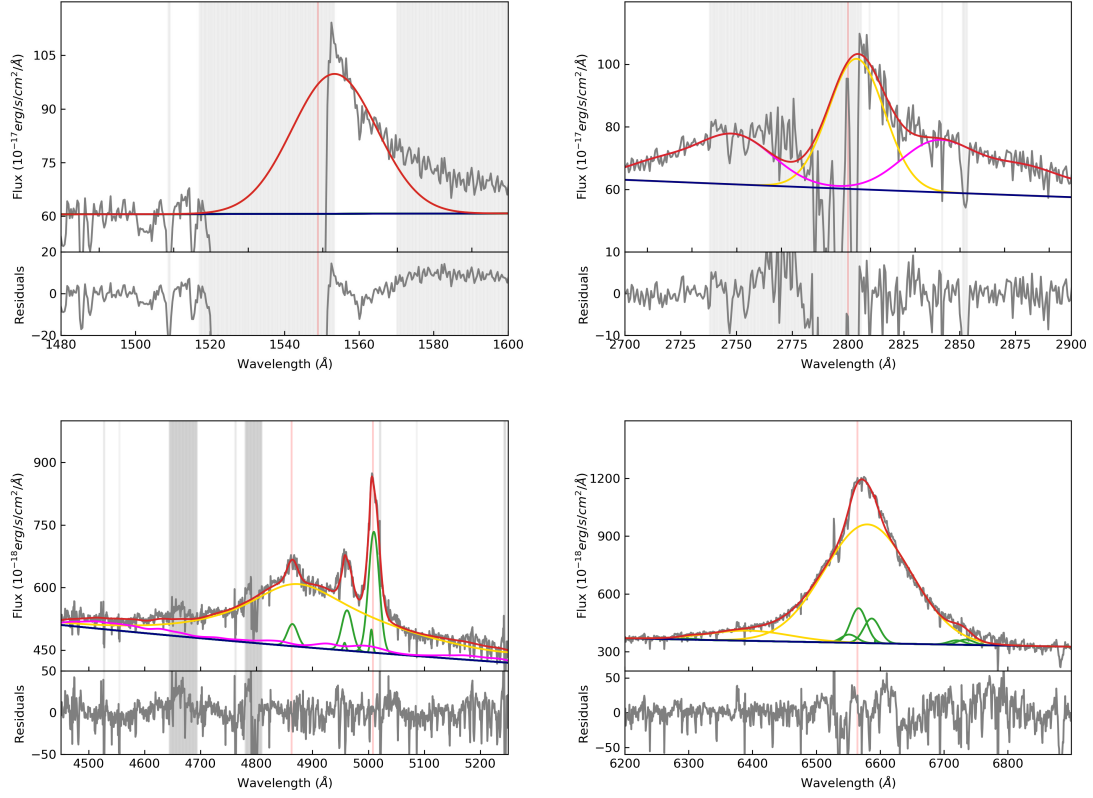 105
90
75
60
Flux (10⁻¹⁷erg/s/cm²/Å)
20
0
−20
Residuals
1480 1500 1520 1540 1560 1580 1600
Wavelength (Å)
100
80
60
Flux (10⁻¹⁷erg/s/cm²/Å)
10
0
−10
Residuals
2700 2725 2750 2775 2800 2825 2850 2875 2900
Wavelength (Å)
900
750
600
450
Flux (10⁻¹⁸erg/s/cm²/Å)
50
0
−50
Residuals
4500 4600 4700 4800 4900 5000 5100 5200
Wavelength (Å)
1200
900
600
300
Flux (10⁻¹⁸erg/s/cm²/Å)
50
0
−50
Residuals
6200 6300 6400 6500 6600 6700 6800
Wavelength (Å)